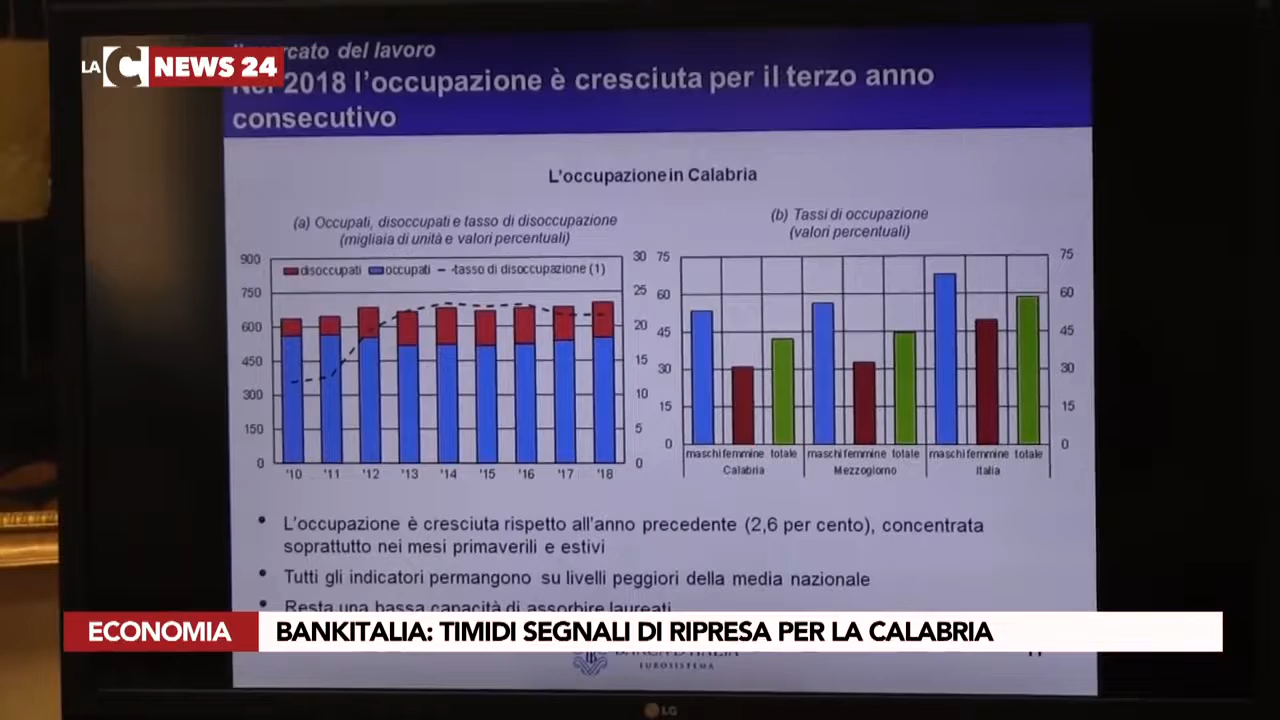 LA C NEWS 24
cato del lavoro
2018 l'occupazione è cresciuta per il terzo anno
consecutivo
L'occupazione in Calabria
(a) Occupati, disoccupati e tasso di disoccupazione
(migliaia di unità e valori percentuali)
(b) Tassi di occupazione
(valori percentuali)
disoccupati occupati tasso di disoccupazione (1)
900
750
600
450
300
150
0
30
25
20
15
10
5
0
'10 '11 '12 '13 '14 '15 '16 '17 '18
75
60
45
30
15
0
75
60
45
30
15
0
maschi femmine totale maschi femmine totale maschi femmine totale
Calabria Mezzogiorno Italia
• L'occupazione è cresciuta rispetto all'anno precedente (2,6 per cento), concentrata
soprattutto nei mesi primaverili e estivi
• Tutti gli indicatori permangono su livelli peggiori della media nazionale
• Resta una bassa capacità di assorbire laureati
ECONOMIA BANKITALIA: TIMIDI SEGNALI DI RIPRESA PER LA CALABRIA
BANCA D'ITALIA
EUROSISTEMA
LG